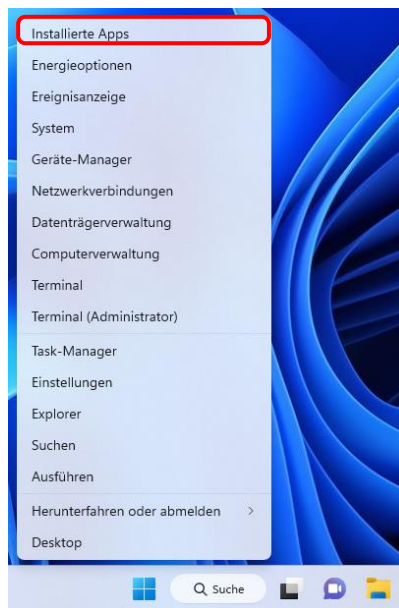 Installierte Apps
Energieoptionen
Ereignisanzeige
System
Geräte-Manager
Netzwerkverbindungen
Datenträgerverwaltung
Computerverwaltung
Terminal
Terminal (Administrator)
Task-Manager
Einstellungen
Explorer
Suchen
Ausführen
Herunterfahren oder abmelden
Desktop
Suche